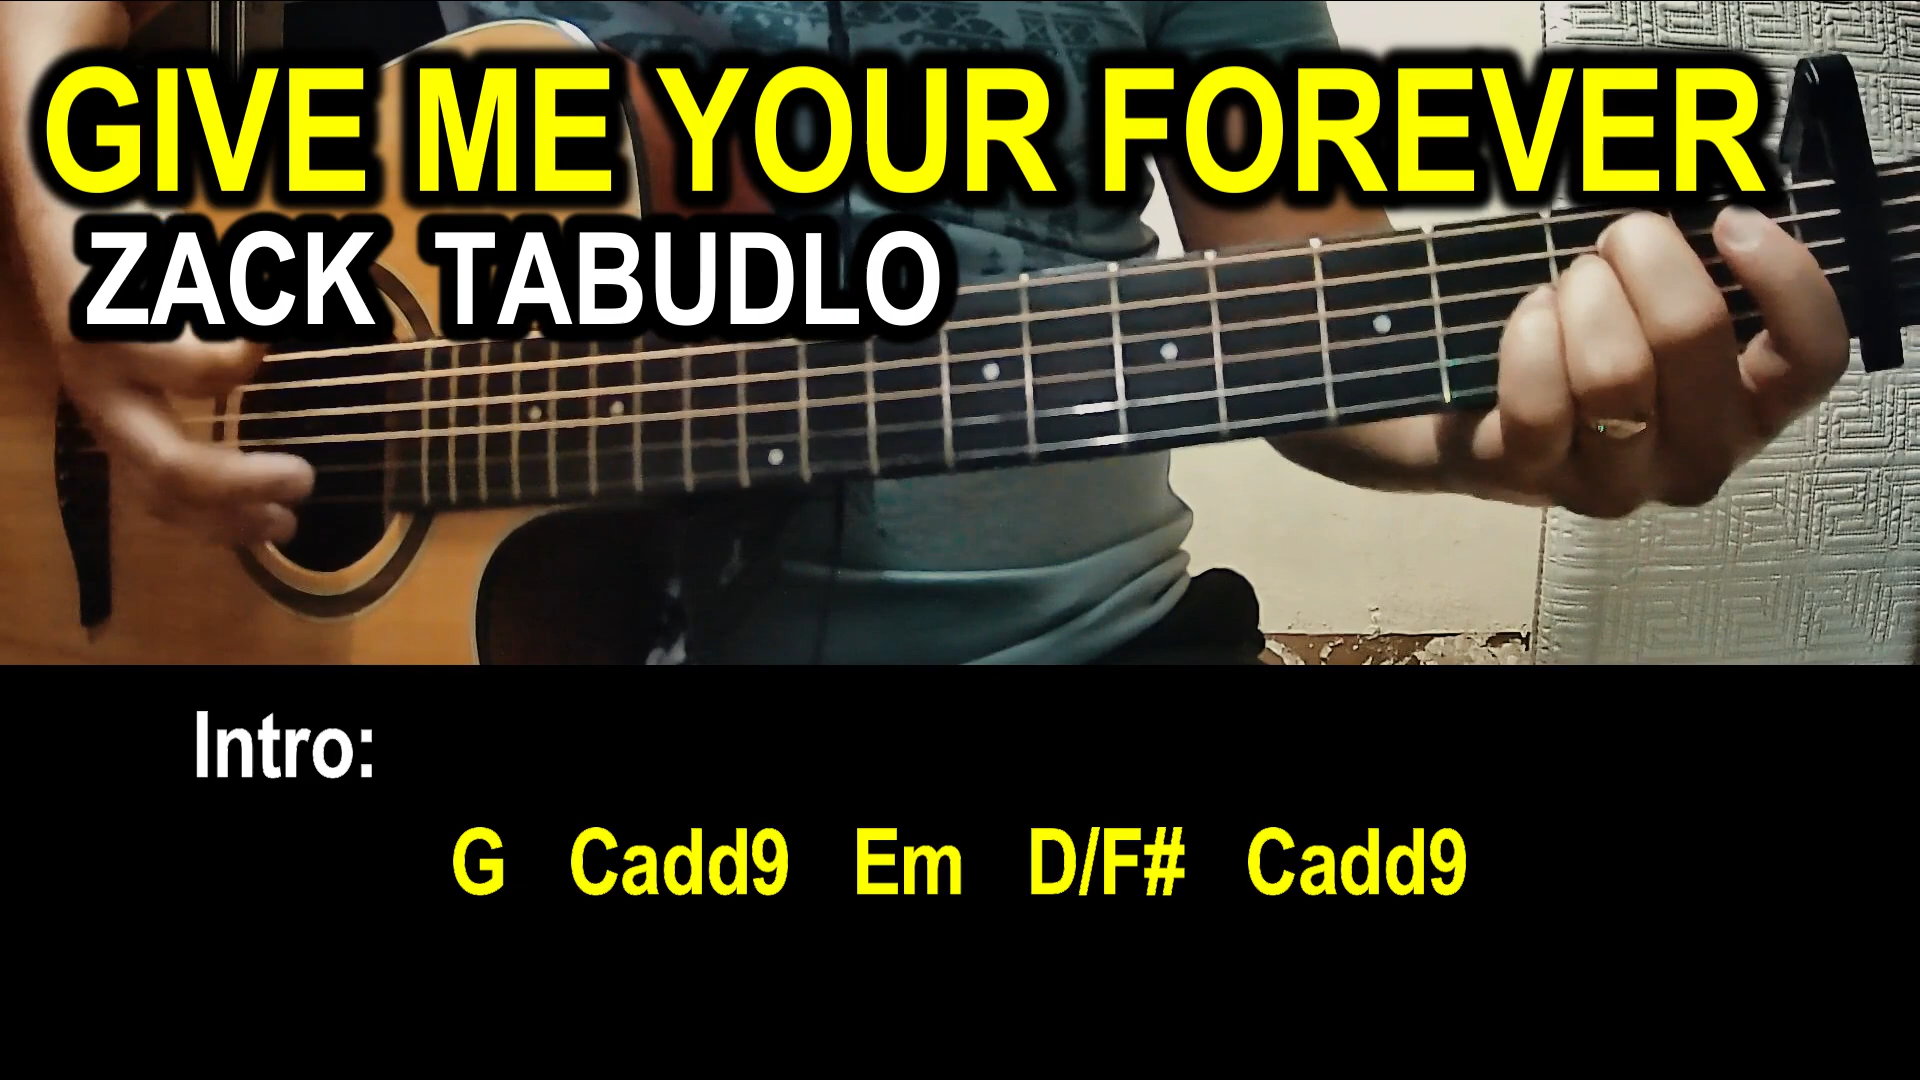 GIVE ME YOUR FOREVER
ZACK TABUDLO
Intro:
G Cadd9 Em D/F# Cadd9